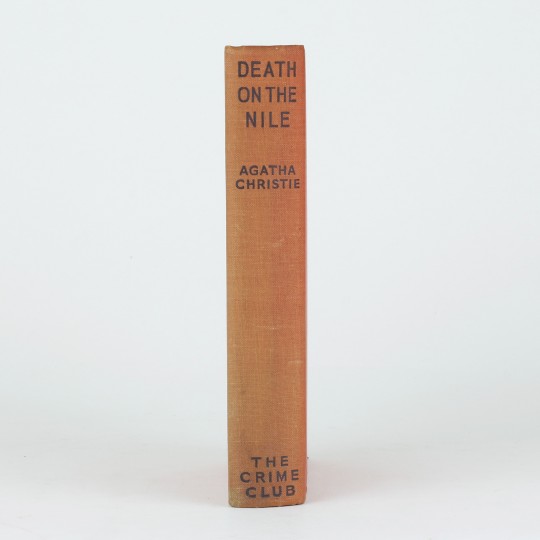 DEATH
ON THE
NILE
AGATHA
CHRISTIE
THE
CRIME
CLUB